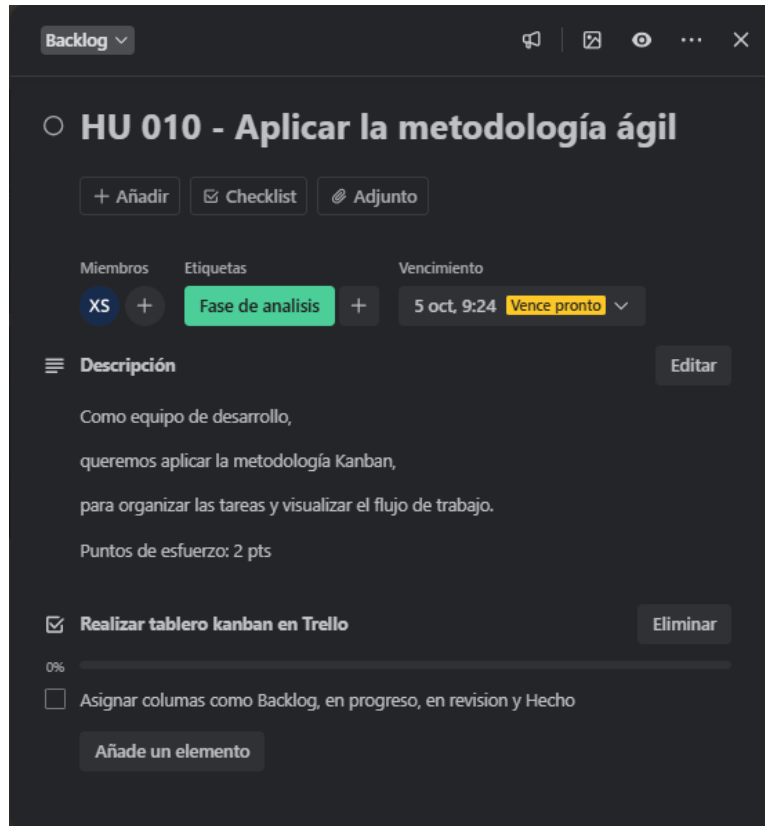 Backlog
HU 010 - Aplicar la metodología ágil
+ Añadir Checklist Adjunto
Miembros Etiquetas Vencimiento
XS + Fase de analisis + 5 oct, 9:24 Vence pronto
Descripción Editar
Como equipo de desarrollo,
queremos aplicar la metodología Kanban,
para organizar las tareas y visualizar el flujo de trabajo.
Puntos de esfuerzo: 2 pts
Realizar tablero kanban en Trello Eliminar
0%
Asignar columas como Backlog, en progreso, en revision y Hecho
Añade un elemento